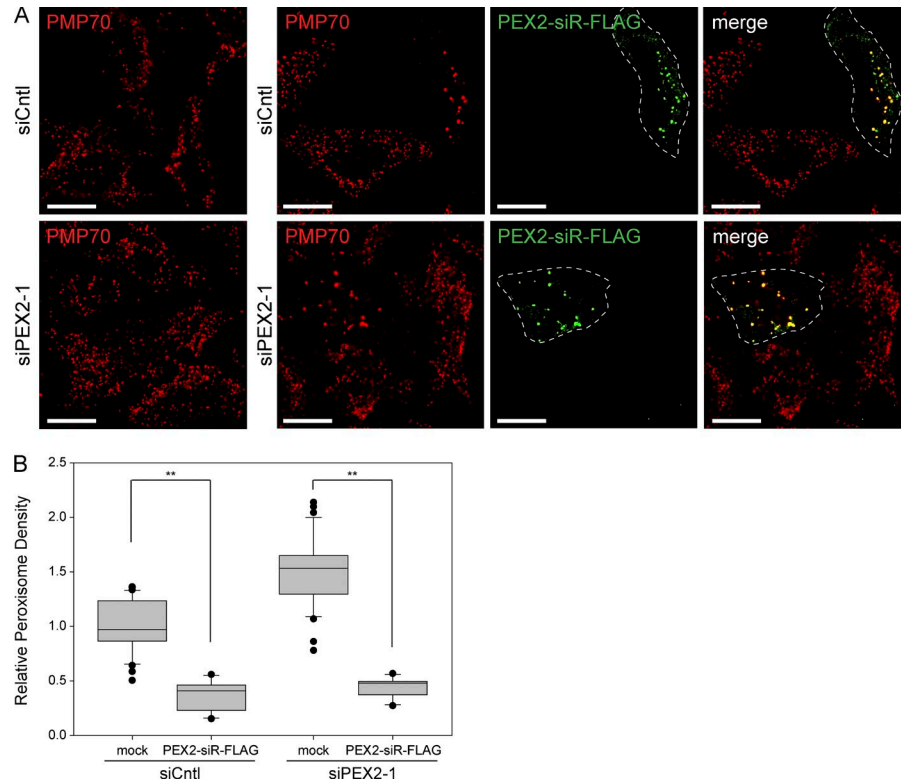 A
PMP70
PMP70
PEX2-siR-FLAG
merge
siCntl
siCntl
PMP70
PMP70
PEX2-siR-FLAG
merge
siPEX2-1
siPEX2-1
B
2.5
2.0
1.5
1.0
0.5
0.0
Relative Peroxisome Density
**
**
mock
PEX2-siR-FLAG
mock
PEX2-siR-FLAG
siCntl
siPEX2-1